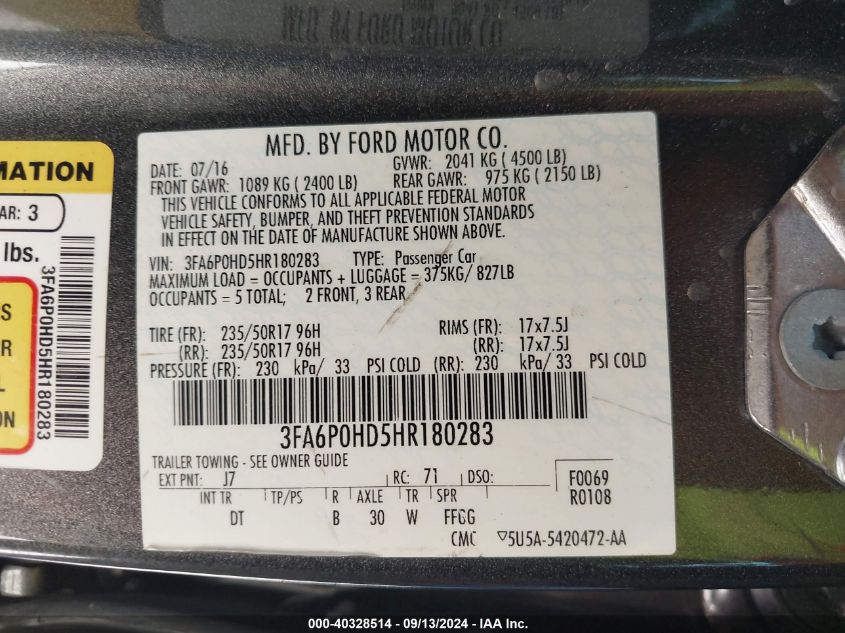 MFD. BY FORD MOTOR CO.
MFD. BY FORD MOTOR CO.
DATE: 07/16 GVWR: 2041 KG ( 4500 LB)
FRONT GAWR: 1089 KG ( 2400 LB) REAR GAWR: 975 KG ( 2150 LB)
THIS VEHICLE CONFORMS TO ALL APPLICABLE FEDERAL MOTOR
VEHICLE SAFETY, BUMPER, AND THEFT PREVENTION STANDARDS
IN EFFECT ON THE DATE OF MANUFACTURE SHOWN ABOVE.
VIN: 3FA6P0HD5HR180283 TYPE: Passenger Car
MAXIMUM LOAD = OCCUPANTS + LUGGAGE = 375KG/ 827LB
OCCUPANTS = 5 TOTAL; 2 FRONT, 3 REAR
TIRE (FR): 235/50R17 96H RIMS (FR): 17x7.5J
(RR): 235/50R17 96H (RR): 17x7.5J
PRESSURE (FR): 230 kPa/ 33 PSI COLD (RR): 230 kPa/ 33 PSI COLD
3FA6P0HD5HR180283
TRAILER TOWING - SEE OWNER GUIDE
EXT PNT: J7 RC: 71 DSO: F0069
INT TR TP/PS R AXLE TR SPR R0108
DT B 30 W FFGG
CMC 5U5A-5420472-AA
MATION
AR: 3
lbs.
3FA6P0HD5HR180283
S
R
L
ON
000-40328514 - 09/13/2024 - IAA Inc.